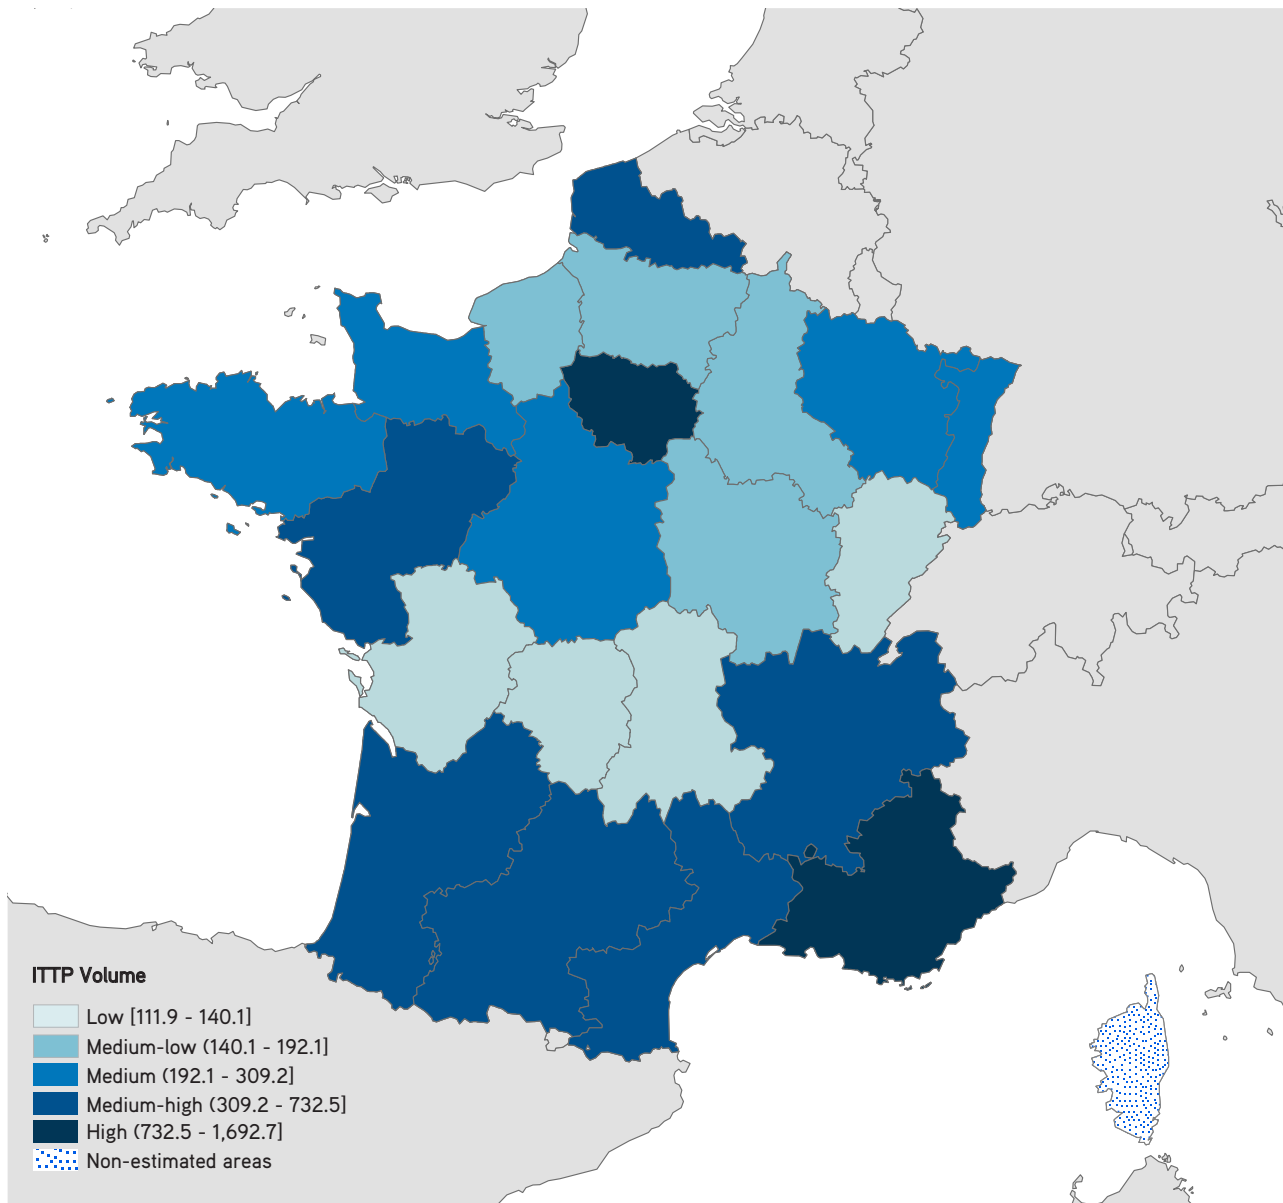 ITTP Volume
Low [111.9 - 140.1]
Medium-low (140.1 - 192.1]
Medium (192.1 - 309.2]
Medium-high (309.2 - 732.5]
High (732.5 - 1,692.7]
Non-estimated areas